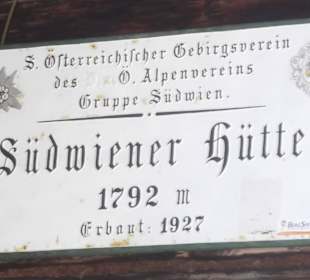 S. Österreichischer Gebirgsverein
des Ö. Alpenvereins
Gruppe Südwien.
Südwiener Hütte
1792 m
Erbaut: 1927